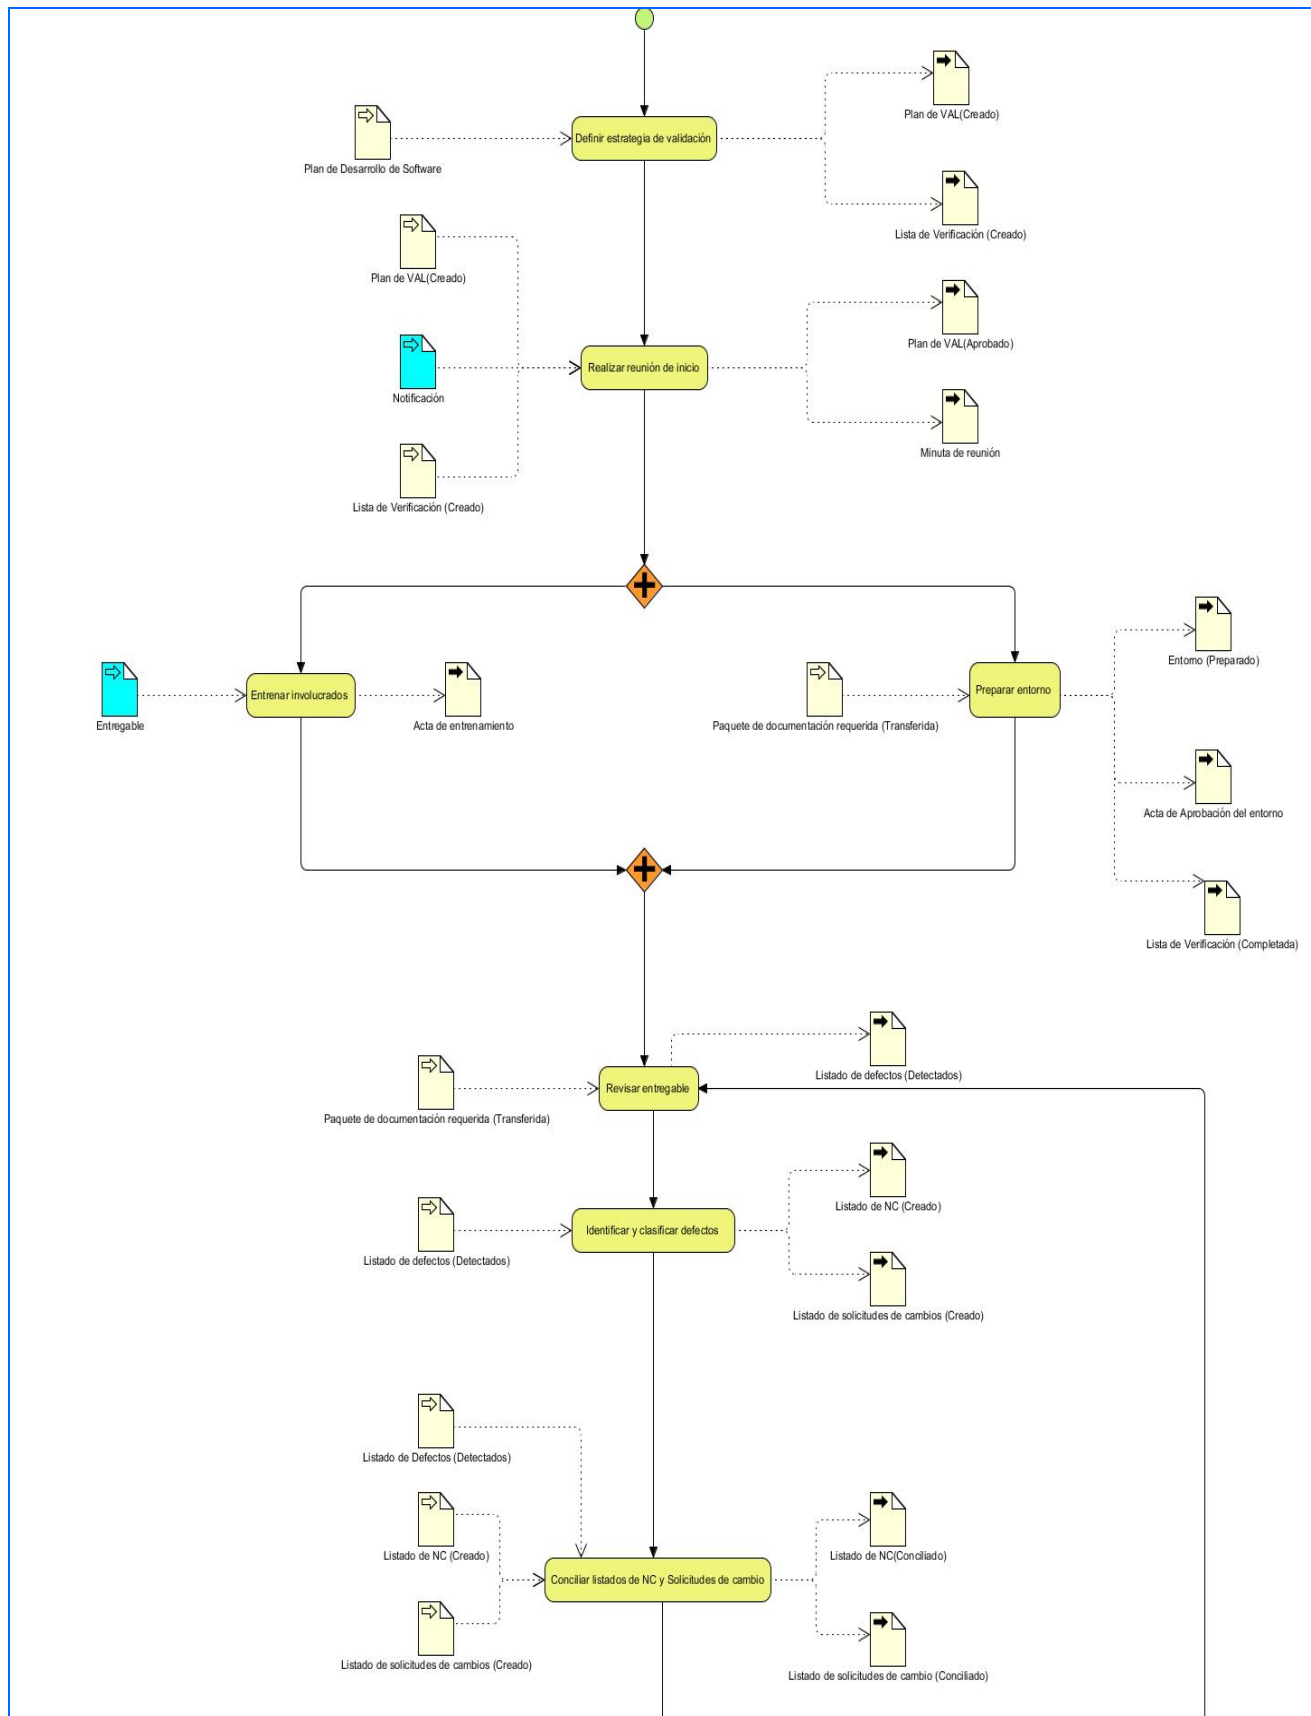 Plan de VAL(Creado)
Definir estrategia de validación
Plan de Desarrollo de Software
Lista de Verificación (Creado)
Plan de VAL(Creado)
Plan de VAL(Aprobado)
Realizar reunión de inicio
Notificación
Minuta de reunión
Lista de Verificación (Creado)
Entorno (Preparado)
Entrenar involucrados
Preparar entorno
Entregable
Acta de entrenamiento
Paquete de documentación requerida (Transferida)
Acta de Aprobación del entorno
Lista de Verificación (Completada)
Listado de defectos (Detectados)
Revisar entregable
Paquete de documentación requerida (Transferida)
Listado de NC (Creado)
Identificar y clasificar defectos
Listado de defectos (Detectados)
Listado de solicitudes de cambios (Creado)
Listado de Defectos (Detectados)
Listado de NC (Creado)
Listado de NC(Conciliado)
Conciliar listados de NC y Solicitudes de cambio
Listado de solicitudes de cambios (Creado)
Listado de solicitudes de cambio (Conciliado)